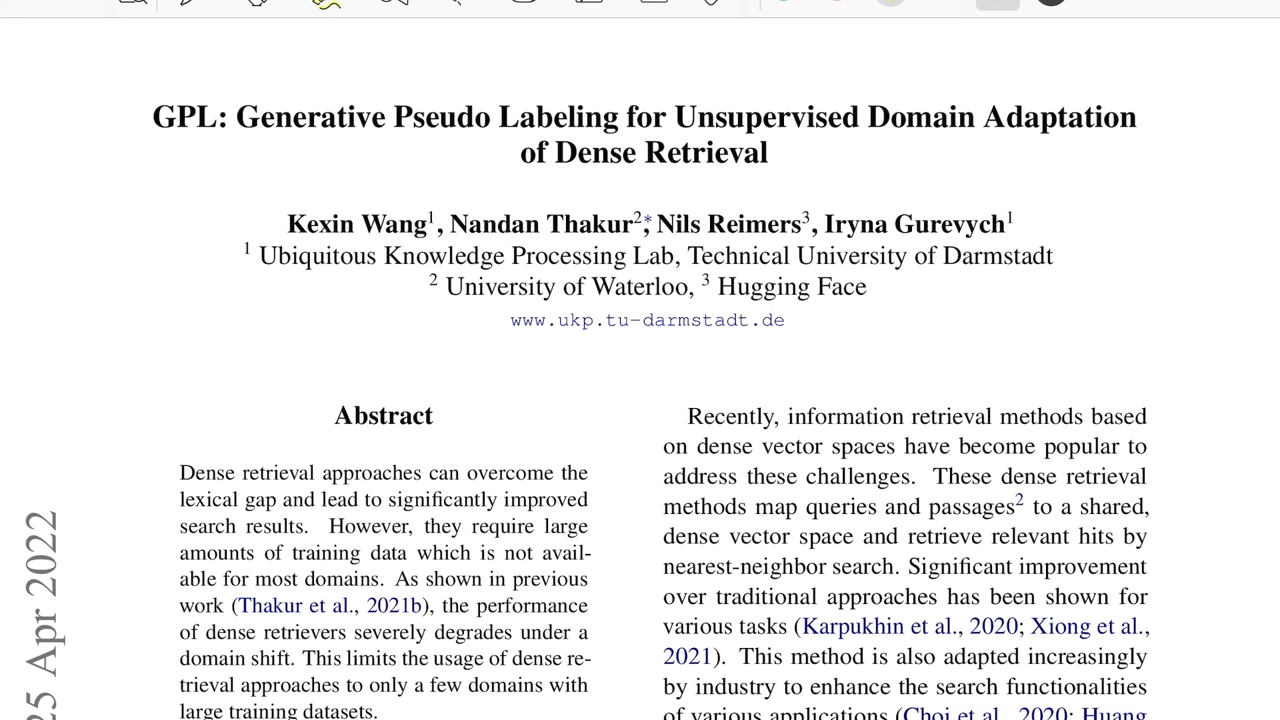 GPL: Generative Pseudo Labeling for Unsupervised Domain Adaptation
of Dense Retrieval
Kexin Wang1, Nandan Thakur2*, Nils Reimers3, Iryna Gurevych1
1 Ubiquitous Knowledge Processing Lab, Technical University of Darmstadt
2 University of Waterloo, 3 Hugging Face
www.ukp.tu-darmstadt.de
Abstract
Dense retrieval approaches can overcome the
lexical gap and lead to significantly improved
search results. However, they require large
amounts of training data which is not avail-
able for most domains. As shown in previous
work (Thakur et al., 2021b), the performance
of dense retrievers severely degrades under a
domain shift. This limits the usage of dense re-
trieval approaches to only a few domains with
large training datasets.
Recently, information retrieval methods based
on dense vector spaces have become popular to
address these challenges. These dense retrieval
methods map queries and passages2 to a shared,
dense vector space and retrieve relevant hits by
nearest-neighbor search. Significant improvement
over traditional approaches has been shown for
various tasks (Karpukhin et al., 2020; Xiong et al.,
2021). This method is also adapted increasingly
by industry to enhance the search functionalities
of various applications (Choi et al., 2020; Huang
25 Apr 2022